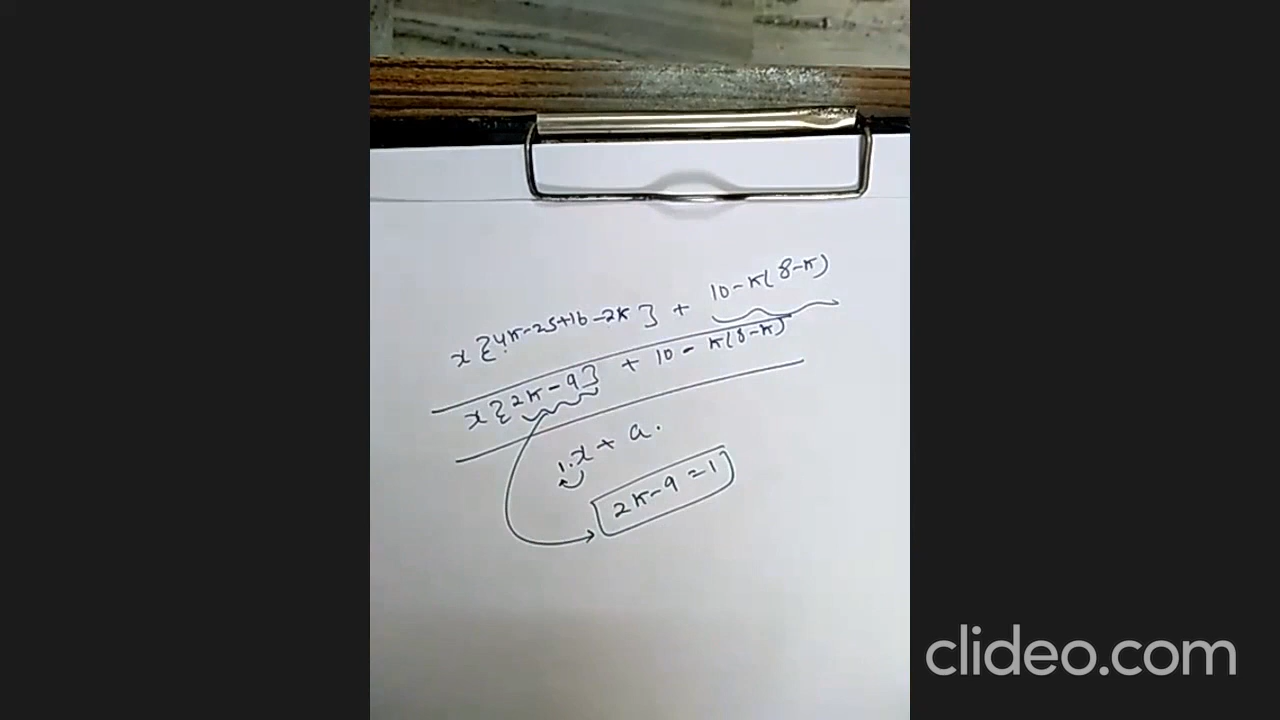 x{4k-25+16-2k} + 10-k(8-k)
x{2k-9} + 10-k(8-k)
1.x+a.
2k-9=1
clideo.com